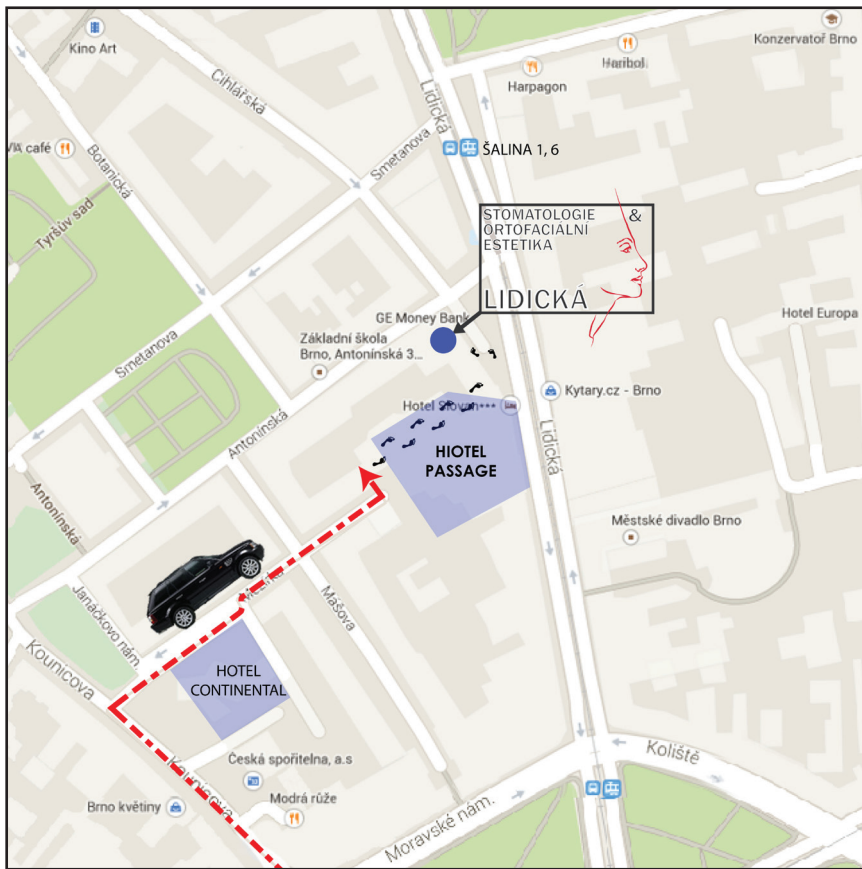 Kino Art
Konzervatoř Brno
Cihlářská
Lidická
Haribol
Harpagon
ŠALINA 1, 6
VIA café
Botanická
Smetanova
Tyršův sad
STOMATOLOGIE &
ORTOFACIÁLNÍ
ESTETIKA
LIDICKÁ
GE Money Bank
Hotel Europa
Základní škola
Brno, Antonínská 3...
Smetanova
Kytary.cz - Brno
Hotel Slovan***
Antonínská
Lidická
HIOTEL
PASSAGE
Antonínská
Městské divadlo Brno
Janáčkovo nám.
Mášova
Kounicova
HOTEL
CONTINENTAL
Koliště
Česká spořitelna, a.s
Kounicova
Modrá růže
Brno květiny
Moravské nám.